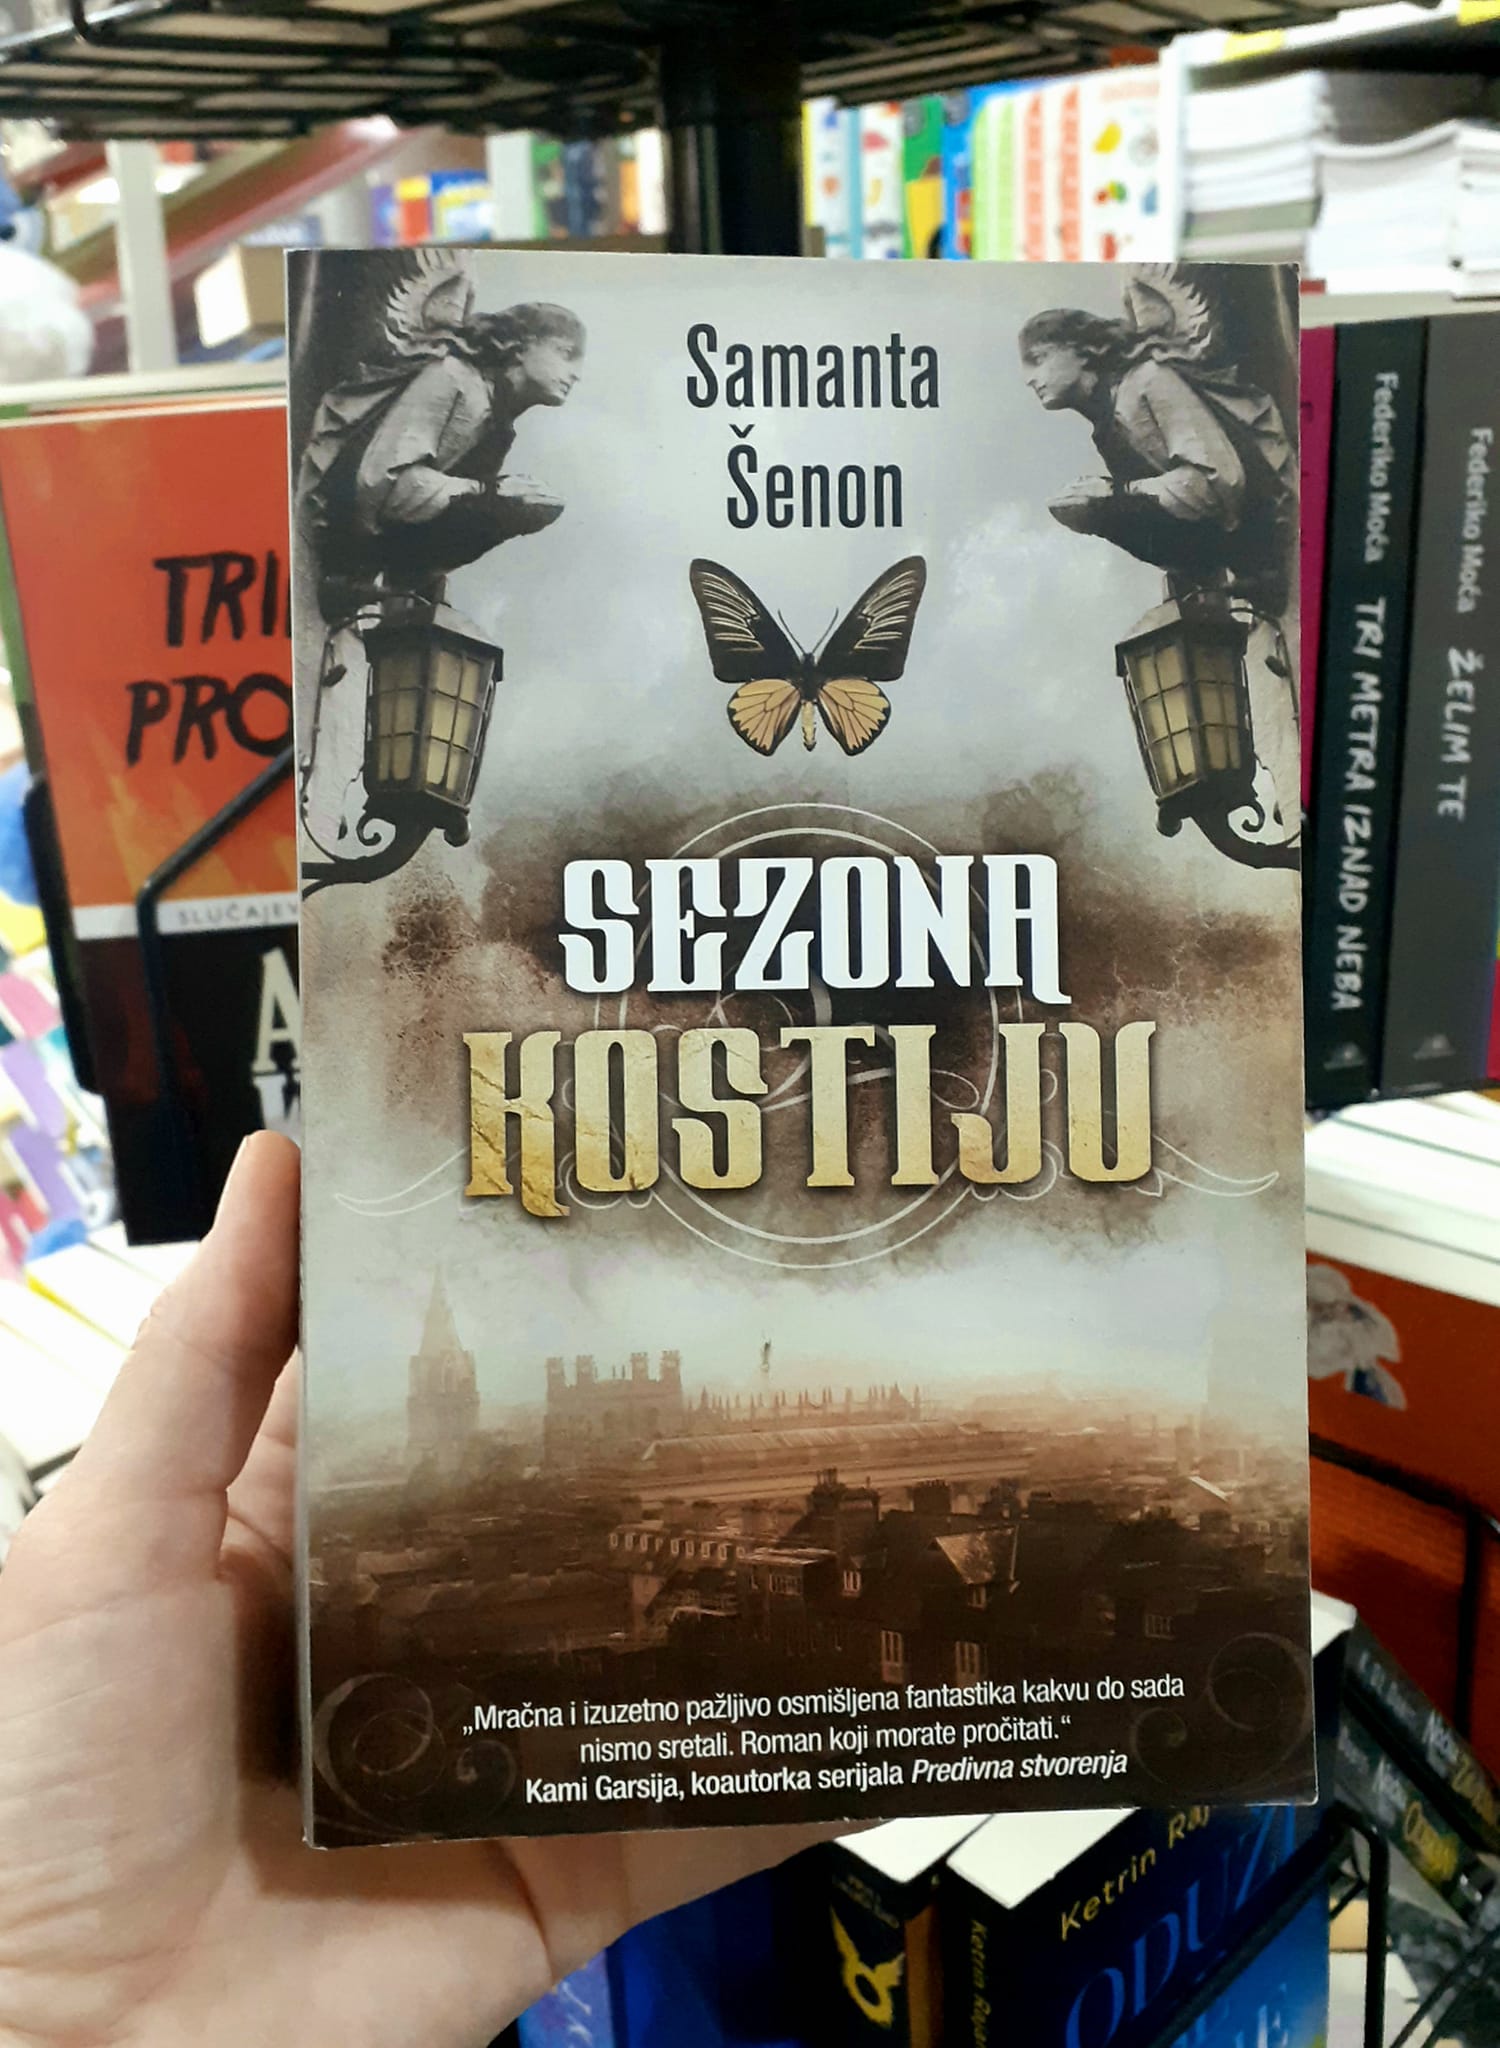 Samanta
Šenon
SEZONA
KOSTIJU
„Mračna i izuzetno pažljivo osmišljena fantastika kakvu do sada
nismo sretali. Roman koji morate pročitati.“
Kami Garsija, koautorka serijala Predivna stvorenja
SLUČAJEV
Federiko Moća TRI METRA IZNAD NEBA
Federiko Moća ŽELIM TE
Ketrin
ODUZ